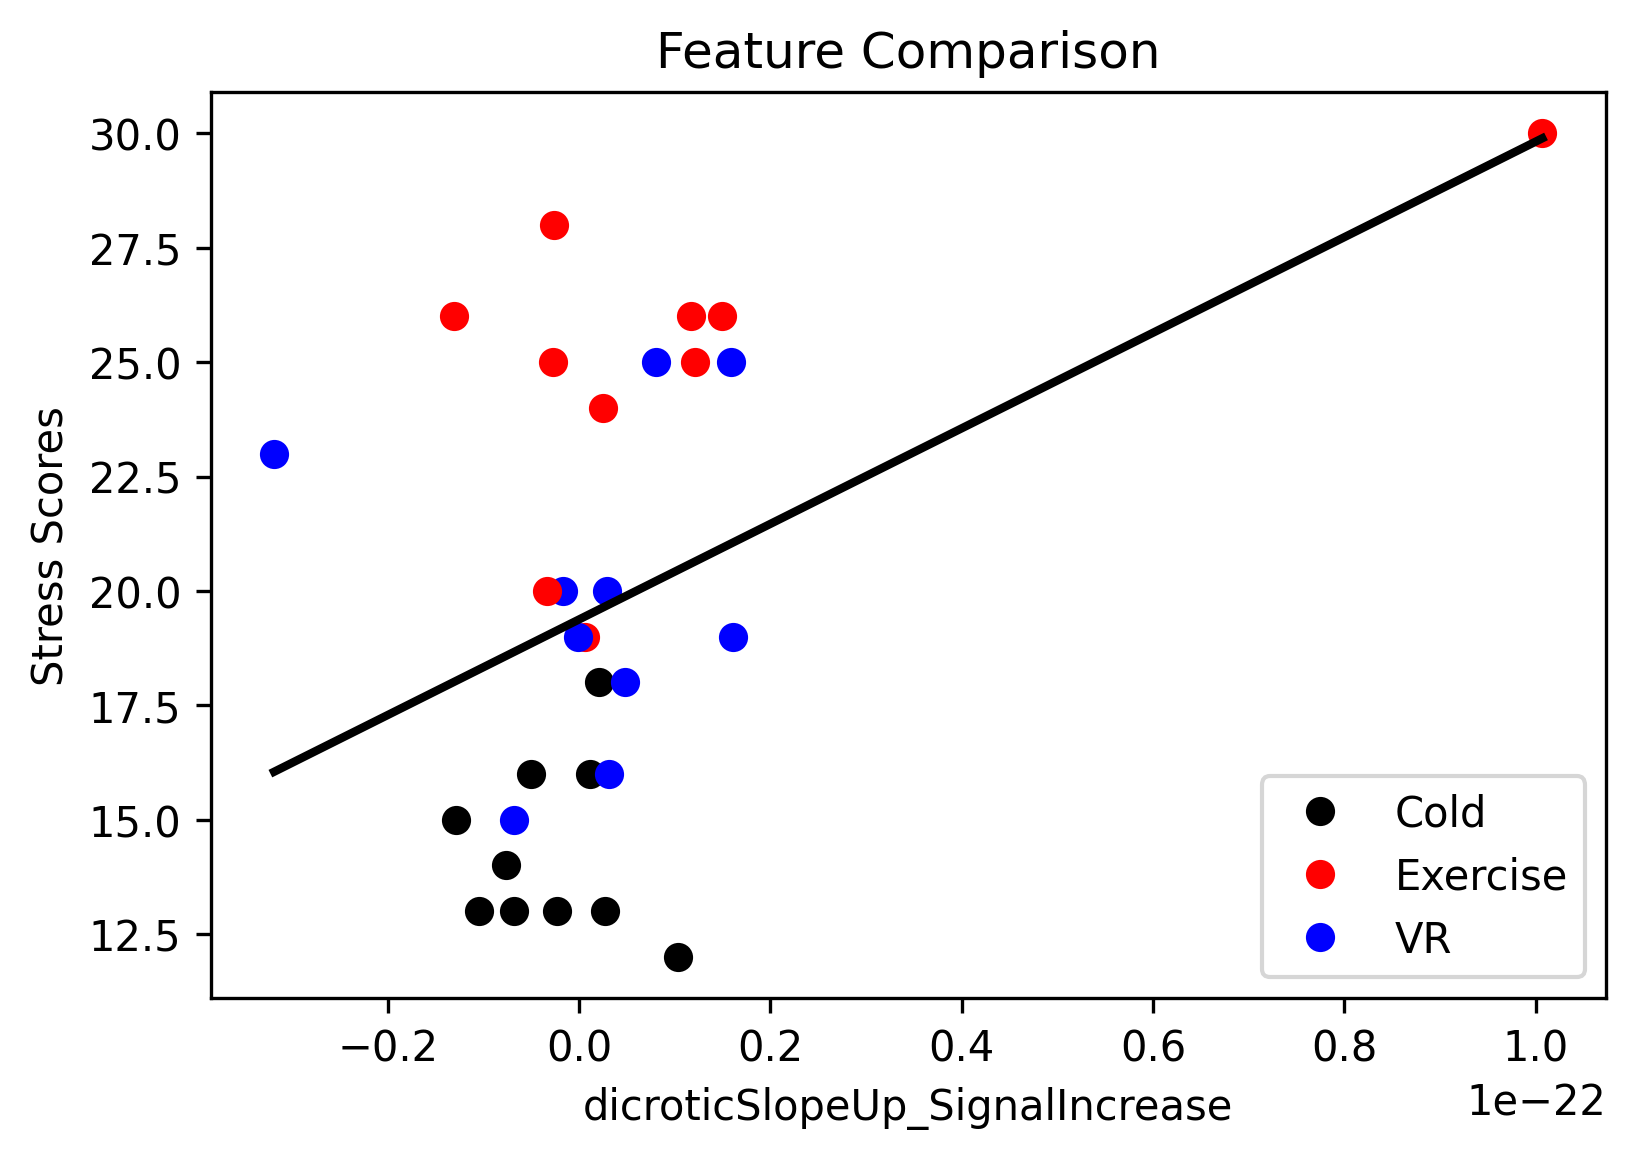 Feature Comparison
30.0
27.5
25.0
22.5
20.0
17.5
15.0
12.5
Stress Scores
Cold
Exercise
VR
−0.2 0.0 0.2 0.4 0.6 0.8 1.0
1e−22
dicroticSlopeUp_SignalIncrease